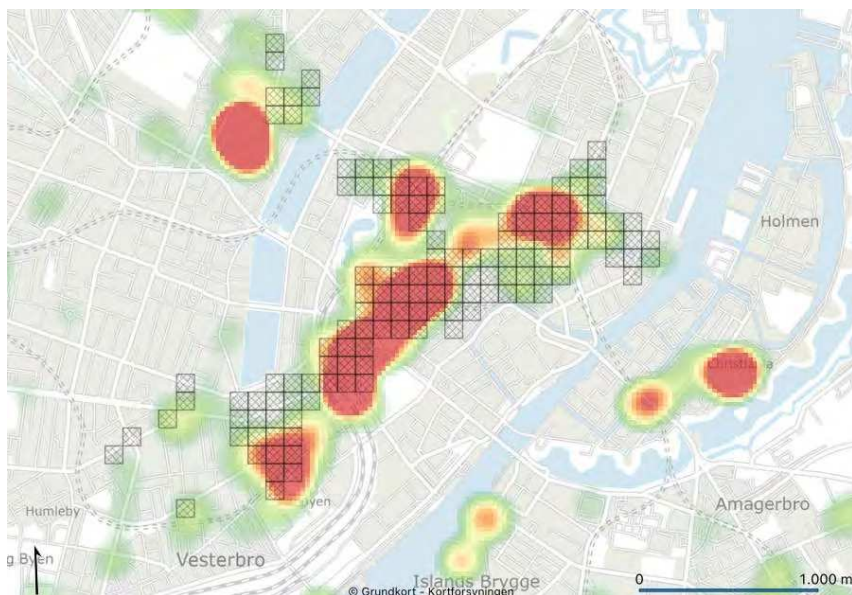 Holmen
Christiania
Humleby
Amagerbro
g Byen
Vesterbro
Islands Brygge
0 1.000 m
© Grundkort - Kortforsyningen